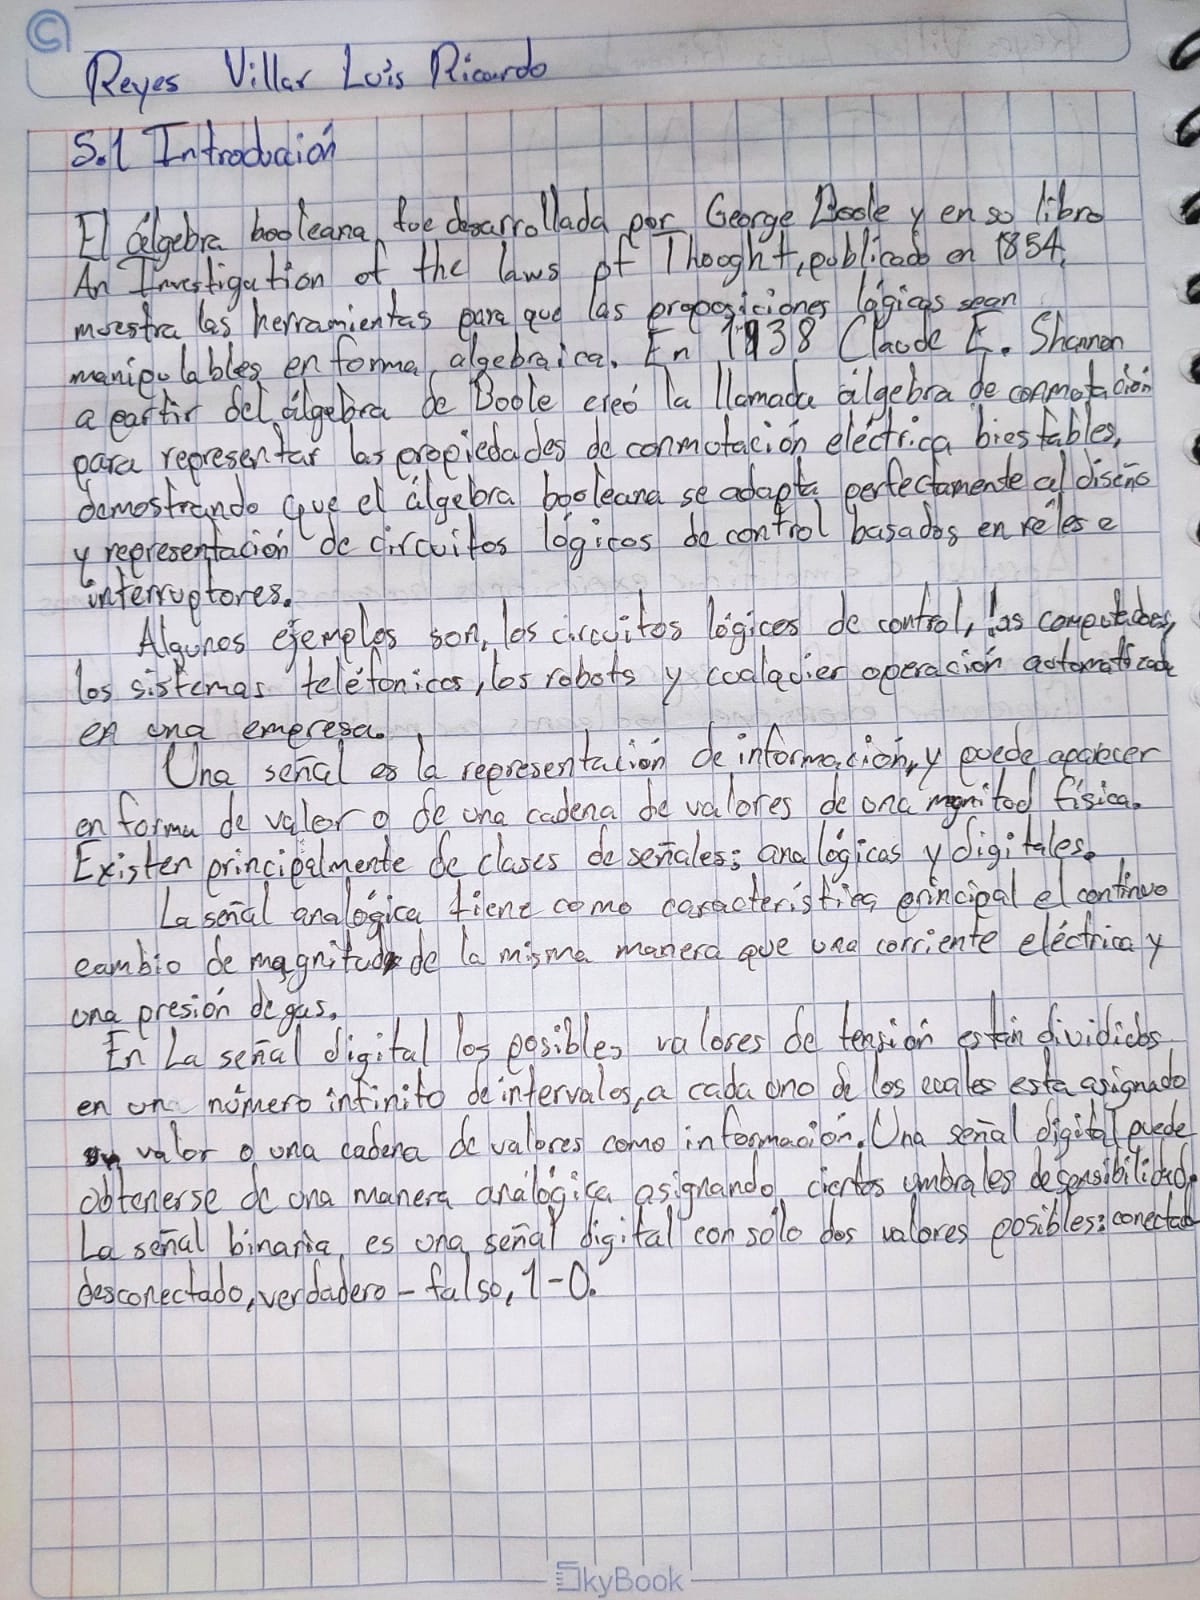 Reyes Villar Luis Ricardo
5.1 Introducción
El álgebra booleana fue desarrollada por George Boole y en su libro
An Investigation of the laws of Thought, publicado en 1854,
muestra las herramientas para que las proposiciones lógicas sean
manipulables en forma algebraica. En 1938 Claude E. Shannon
a partir del álgebra de Boole creó la llamada álgebra de conmutación
para representar las propiedades de conmutación eléctrica biestables,
demostrando que el álgebra booleana se adapta perfectamente al diseño
y representación de circuitos lógicos de control basados en relés e
interruptores.
Algunos ejemplos son, los circuitos lógicos de control, las computadoras,
los sistemas telefónicos, los robots y cualquier operación automatizada
en una empresa.
Una señal es la representación de información, y puede aparecer
en forma de valor o de una cadena de valores de una magnitud física.
Existen principalmente de clases de señales; analógicas y digitales.
La señal analógica tiene como característica principal el continuo
cambio de magnitud de la misma manera que una corriente eléctrica y
una presión de gas.
En La señal digital los posibles valores de tensión están divididos
en un número infinito de intervalos, a cada uno de los cuales esta asignado
un valor o una cadena de valores como información. Una señal digital puede
obtenerse de una manera analógica asignando ciertos umbrales de sensibilidad.
La señal binaria, es una señal digital con sólo dos valores posibles: conectado
desconectado, verdadero - falso, 1-0.
SkyBook